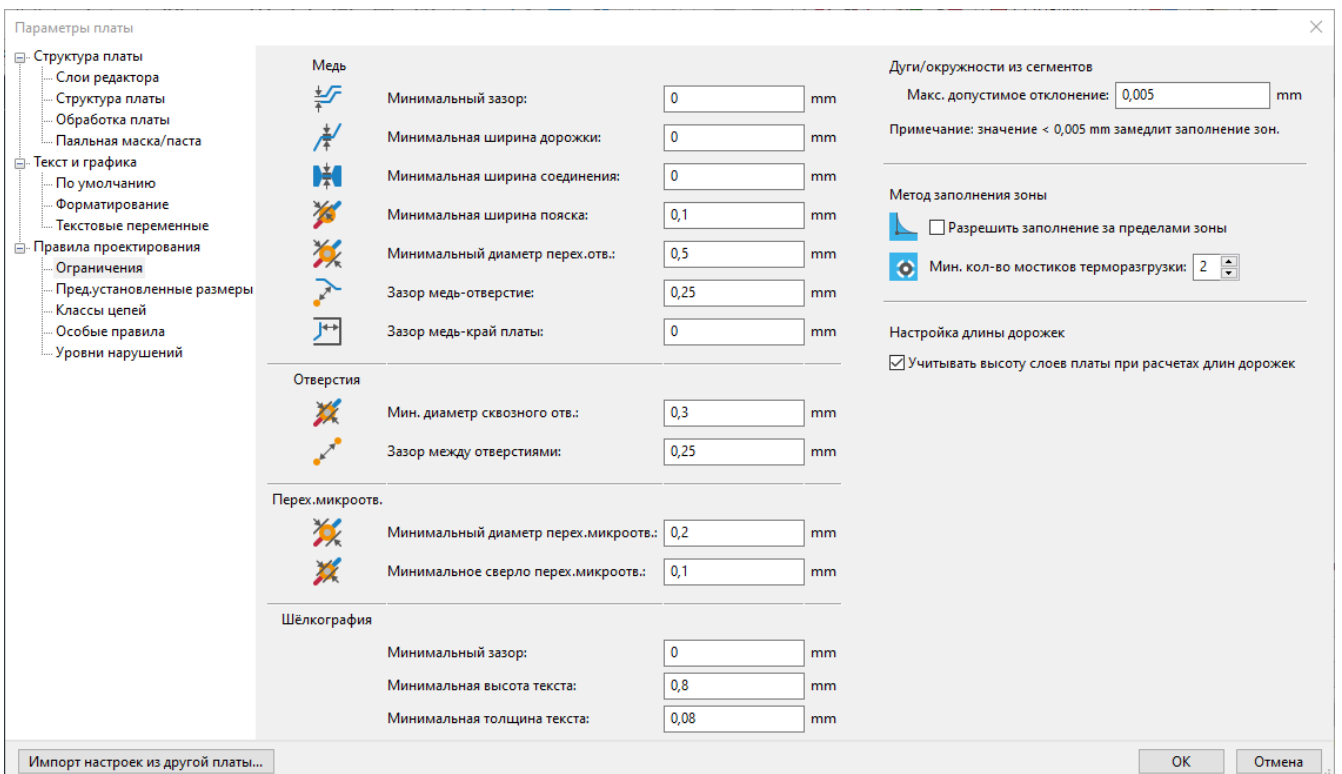 Параметры платы
Структура платы
Слои редактора
Структура платы
Обработка платы
Паяльная маска/паста
Текст и графика
По умолчанию
Форматирование
Текстовые переменные
Правила проектирования
Ограничения
Пред.установленные размеры
Классы цепей
Особые правила
Уровни нарушений
Медь
Минимальный зазор: 0 mm
Минимальная ширина дорожки: 0 mm
Минимальная ширина соединения: 0 mm
Минимальная ширина пояска: 0,1 mm
Минимальный диаметр перех.отв.: 0,5 mm
Зазор медь-отверстие: 0,25 mm
Зазор медь-край платы: 0 mm
Отверстия
Мин. диаметр сквозного отв.: 0,3 mm
Зазор между отверстиями: 0,25 mm
Перех.микроотв.
Минимальный диаметр перех.микроотв.: 0,2 mm
Минимальное сверло перех.микроотв.: 0,1 mm
Шёлкография
Минимальный зазор: 0 mm
Минимальная высота текста: 0,8 mm
Минимальная толщина текста: 0,08 mm
Дуги/окружности из сегментов
Макс. допустимое отклонение: 0,005 mm
Примечание: значение < 0,005 mm замедлит заполнение зон.
Метод заполнения зоны
Разрешить заполнение за пределами зоны
Мин. кол-во мостиков терморазгрузки: 2
Настройка длины дорожек
Учитывать высоту слоев платы при расчетах длин дорожек
Импорт настроек из другой платы...
OK
Отмена